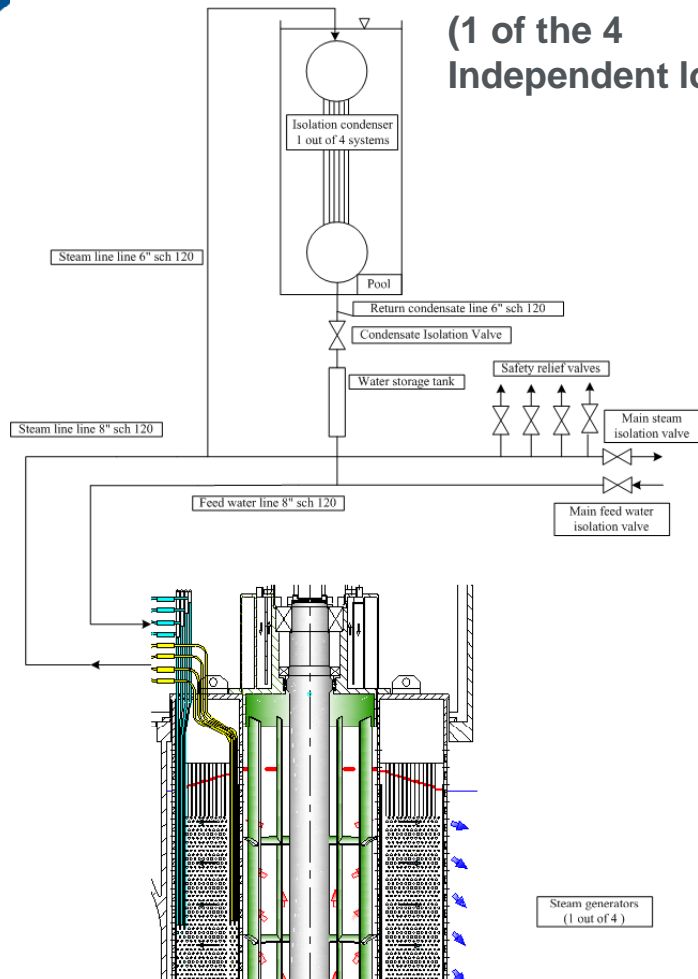 (1 of the 4
Independent
Isolation condenser
1 out of 4 systems
Steam line line 6" sch 120
Pool
Return condensate line 6" sch 120
Condensate Isolation Valve
Safety relief valves
Water storage tank
Main steam
isolation valve
Steam line line 8" sch 120
Feed water line 8" sch 120
Main feed water
isolation valve
Steam generators
(1 out of 4 )